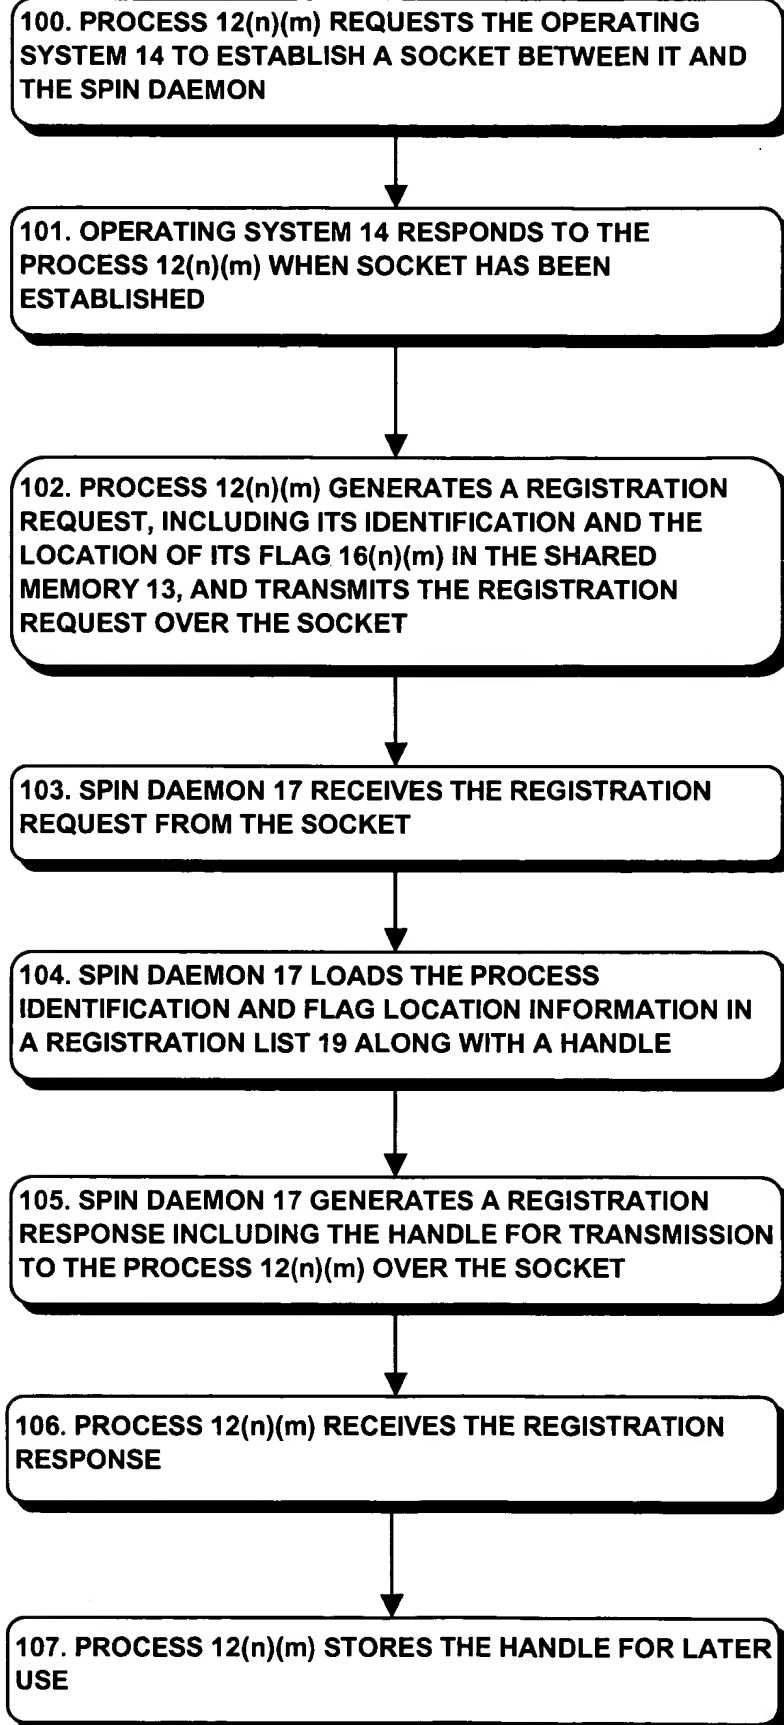 100. PROCESS 12(n)(m) REQUESTS THE OPERATING
SYSTEM 14 TO ESTABLISH A SOCKET BETWEEN IT AND
THE SPIN DAEMON
101. OPERATING SYSTEM 14 RESPONDS TO THE
PROCESS 12(n)(m) WHEN SOCKET HAS BEEN
ESTABLISHED
102. PROCESS 12(n)(m) GENERATES A REGISTRATION
REQUEST, INCLUDING ITS IDENTIFICATION AND THE
LOCATION OF ITS FLAG 16(n)(m) IN THE SHARED
MEMORY 13, AND TRANSMITS THE REGISTRATION
REQUEST OVER THE SOCKET
103. SPIN DAEMON 17 RECEIVES THE REGISTRATION
REQUEST FROM THE SOCKET
104. SPIN DAEMON 17 LOADS THE PROCESS
IDENTIFICATION AND FLAG LOCATION INFORMATION IN
A REGISTRATION LIST 19 ALONG WITH A HANDLE
105. SPIN DAEMON 17 GENERATES A REGISTRATION
RESPONSE INCLUDING THE HANDLE FOR TRANSMISSION
TO THE PROCESS 12(n)(m) OVER THE SOCKET
106. PROCESS 12(n)(m) RECEIVES THE REGISTRATION
RESPONSE
107. PROCESS 12(n)(m) STORES THE HANDLE FOR LATER
USE